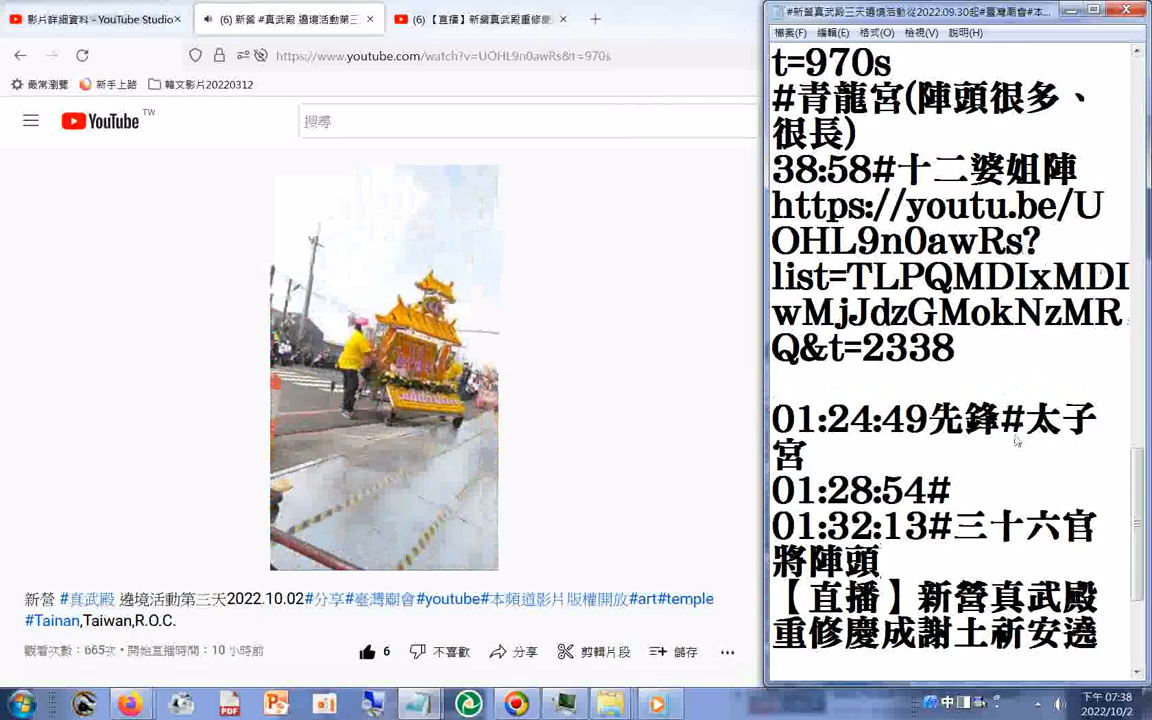 影片詳細資料 - YouTube Studio
(6) 新營 #真武殿 遶境活動第三
(6)【直播】新營真武殿重修慶
https://www.youtube.com/watch?v=UOHL9n0awRs&t=970s
最常瀏覽
新手上路
韓文影片20220312
YouTube TW
搜尋
新營 #真武殿 遶境活動第三天2022.10.02#分享#臺灣廟會#youtube#本頻道影片版權開放#art#temple
#Tainan,Taiwan,R.O.C.
觀看次數：665次 • 開始直播時間：10 小時前
6
不喜歡
分享
剪輯片段
儲存
#新營真武殿三天遶境活動從2022.09.30起#臺灣廟會#本...
檔案(F) 編輯(E) 格式(O) 檢視(V) 說明(H)
t=970s
#青龍宮(陣頭很多、
很長)
38:58#十二婆姐陣
https://youtu.be/U
OHL9n0awRs?
list=TLPQMDIxMDI
wMjJdzGMokNzMR
Q&t=2338
01:24:49先鋒#太子
宮
01:28:54#
01:32:13#三十六官
將陣頭
【直播】新營真武殿
重修慶成謝土祈安遶
中
下午 07:38
2022/10/2